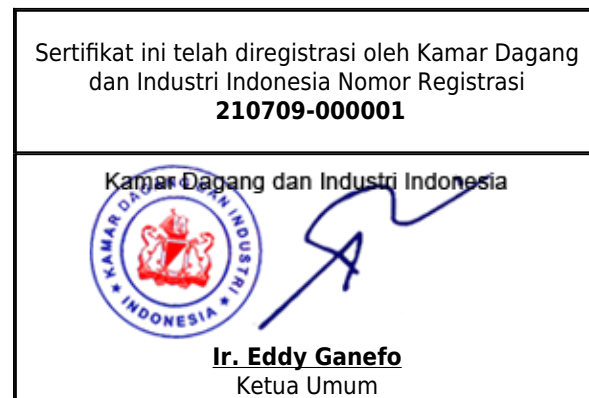 Sertifikat ini telah diregistrasi oleh Kamar Dagang
dan Industri Indonesia Nomor Registrasi
210709-000001
Kamar Dagang dan Industri Indonesia
KAMAR DAGANG DAN INDUSTRI
INDONESIA
Ir. Eddy Ganefo
Ketua Umum